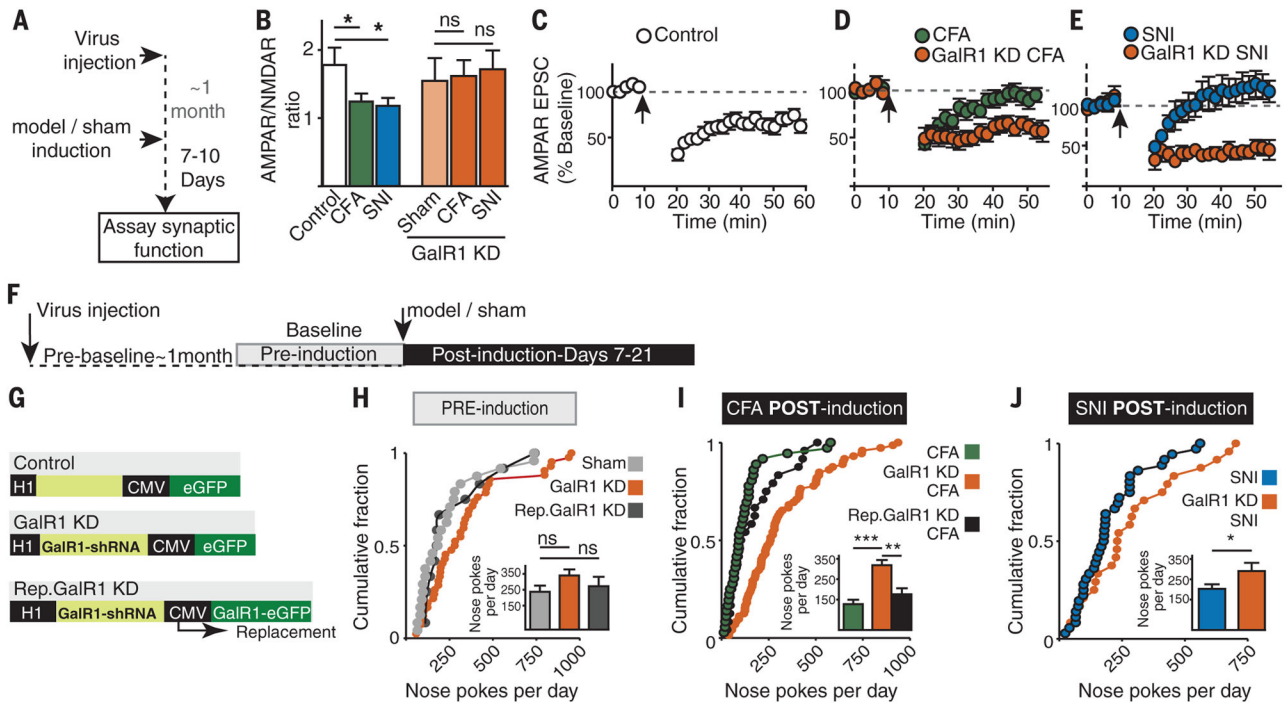 A
Virus
injection
~1
month
model / sham
induction
7-10
Days
Assay synaptic
function
B
AMPAR/NMDAR
ratio
2
1
*
*
ns
ns
Control
CFA
SNI
Sham
CFA
SNI
GalR1 KD
C
Control
AMPAR EPSC
(% Baseline)
100
50
0 10 20 30 40 50 60
Time (min)
D
CFA
GalR1 KD CFA
100
50
0 10 20 30 40 50
Time (min)
E
SNI
GalR1 KD SNI
100
50
0 10 20 30 40 50
Time (min)
F
Virus injection
model / sham
Baseline
Pre-baseline~1month
Pre-induction
Post-induction-Days 7-21
G
Control
H1 CMV eGFP
GalR1 KD
H1 GalR1-shRNA CMV eGFP
Rep.GalR1 KD
H1 GalR1-shRNA CMV GalR1-eGFP
Replacement
H
PRE-induction
Cumulative fraction
1
0.5
0
Sham
GalR1 KD
Rep.GalR1 KD
ns
ns
Nose pokes
per day
350
150
250 500 750 1000
Nose pokes per day
I
CFA POST-induction
Cumulative fraction
1
0.5
0
CFA
GalR1 KD
CFA
Rep.GalR1 KD
CFA
***
**
Nose pokes
per day
350
150
250 500 750 1000
Nose pokes per day
J
SNI POST-induction
Cumulative fraction
1
0.5
0
SNI
GalR1 KD
SNI
*
Nose pokes
per day
350
150
250 500 750
Nose pokes per day